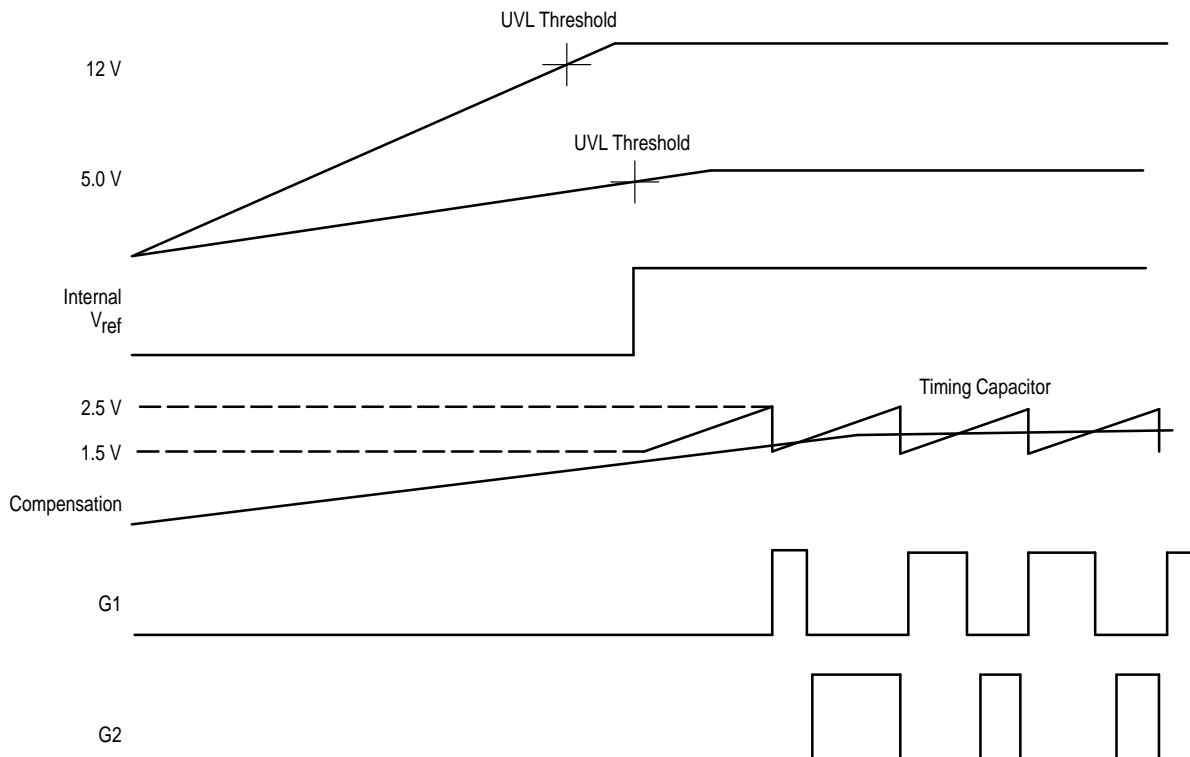 UVL Threshold
12 V
UVL Threshold
5.0 V
Internal
Vref
Timing Capacitor
2.5 V
1.5 V
Compensation
G1
G2